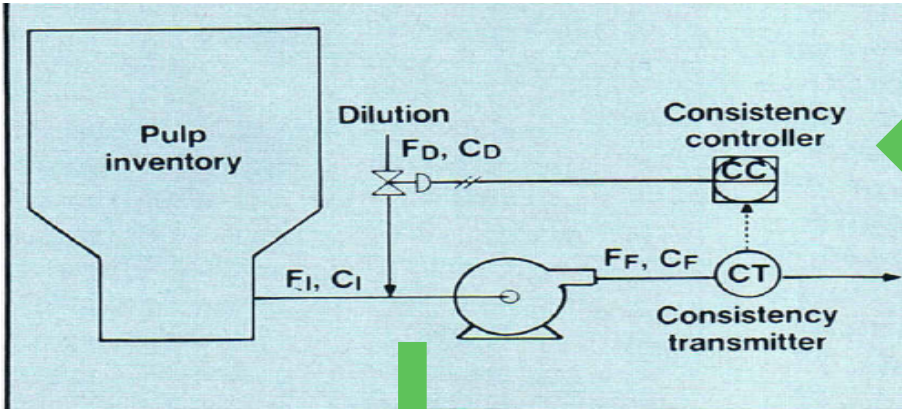 Pulp
inventory
Dilution
FD, CD
Consistency
controller
CC
FI, CI
FF, CF
CT
Consistency
transmitter